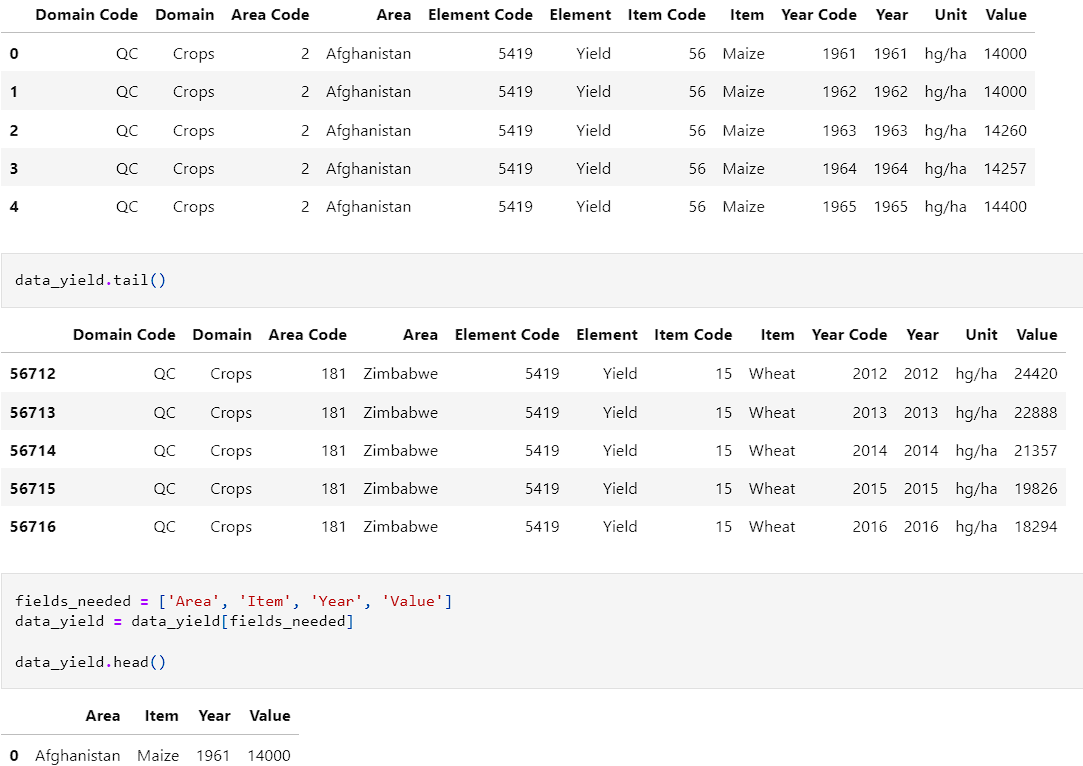 Domain Code Domain Area Code Area Element Code Element Item Code Item Year Code Year Unit Value
0 QC Crops 2 Afghanistan 5419 Yield 56 Maize 1961 1961 hg/ha 14000
1 QC Crops 2 Afghanistan 5419 Yield 56 Maize 1962 1962 hg/ha 14000
2 QC Crops 2 Afghanistan 5419 Yield 56 Maize 1963 1963 hg/ha 14260
3 QC Crops 2 Afghanistan 5419 Yield 56 Maize 1964 1964 hg/ha 14257
4 QC Crops 2 Afghanistan 5419 Yield 56 Maize 1965 1965 hg/ha 14400
data_yield.tail()
Domain Code Domain Area Code Area Element Code Element Item Code Item Year Code Year Unit Value
56712 QC Crops 181 Zimbabwe 5419 Yield 15 Wheat 2012 2012 hg/ha 24420
56713 QC Crops 181 Zimbabwe 5419 Yield 15 Wheat 2013 2013 hg/ha 22888
56714 QC Crops 181 Zimbabwe 5419 Yield 15 Wheat 2014 2014 hg/ha 21357
56715 QC Crops 181 Zimbabwe 5419 Yield 15 Wheat 2015 2015 hg/ha 19826
56716 QC Crops 181 Zimbabwe 5419 Yield 15 Wheat 2016 2016 hg/ha 18294
fields_needed = ['Area', 'Item', 'Year', 'Value']
data_yield = data_yield[fields_needed]
data_yield.head()
Area Item Year Value
0 Afghanistan Maize 1961 14000